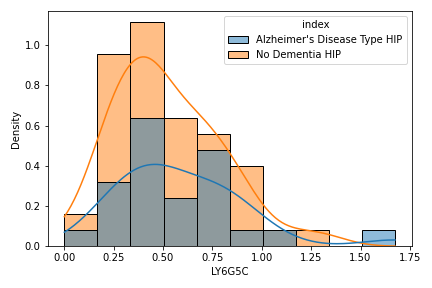 index
Alzheimer's Disease Type HIP
No Dementia HIP
Density
1.0
0.8
0.6
0.4
0.2
0.0
0.00 0.25 0.50 0.75 1.00 1.25 1.50 1.75
LY6G5C